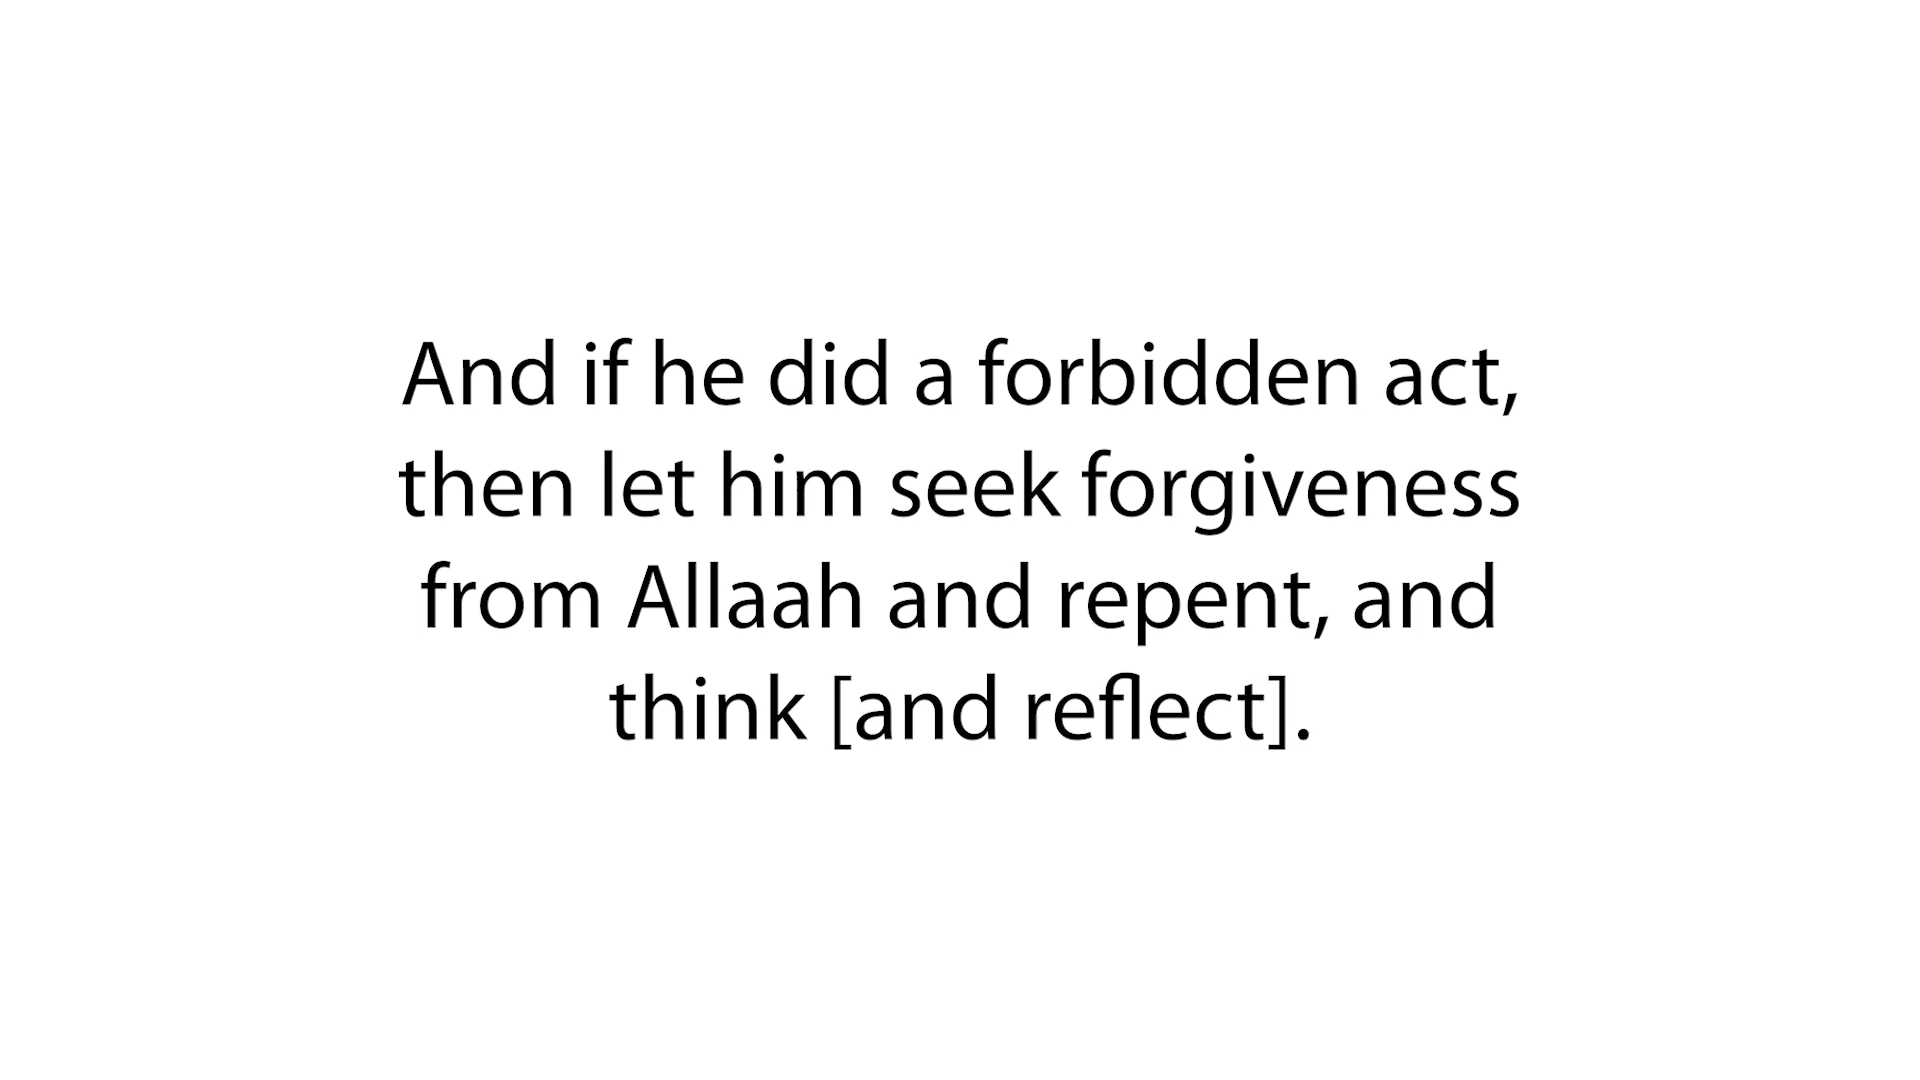 And if he did a forbidden act,
then let him seek forgiveness
from Allaah and repent, and
think [and reflect].